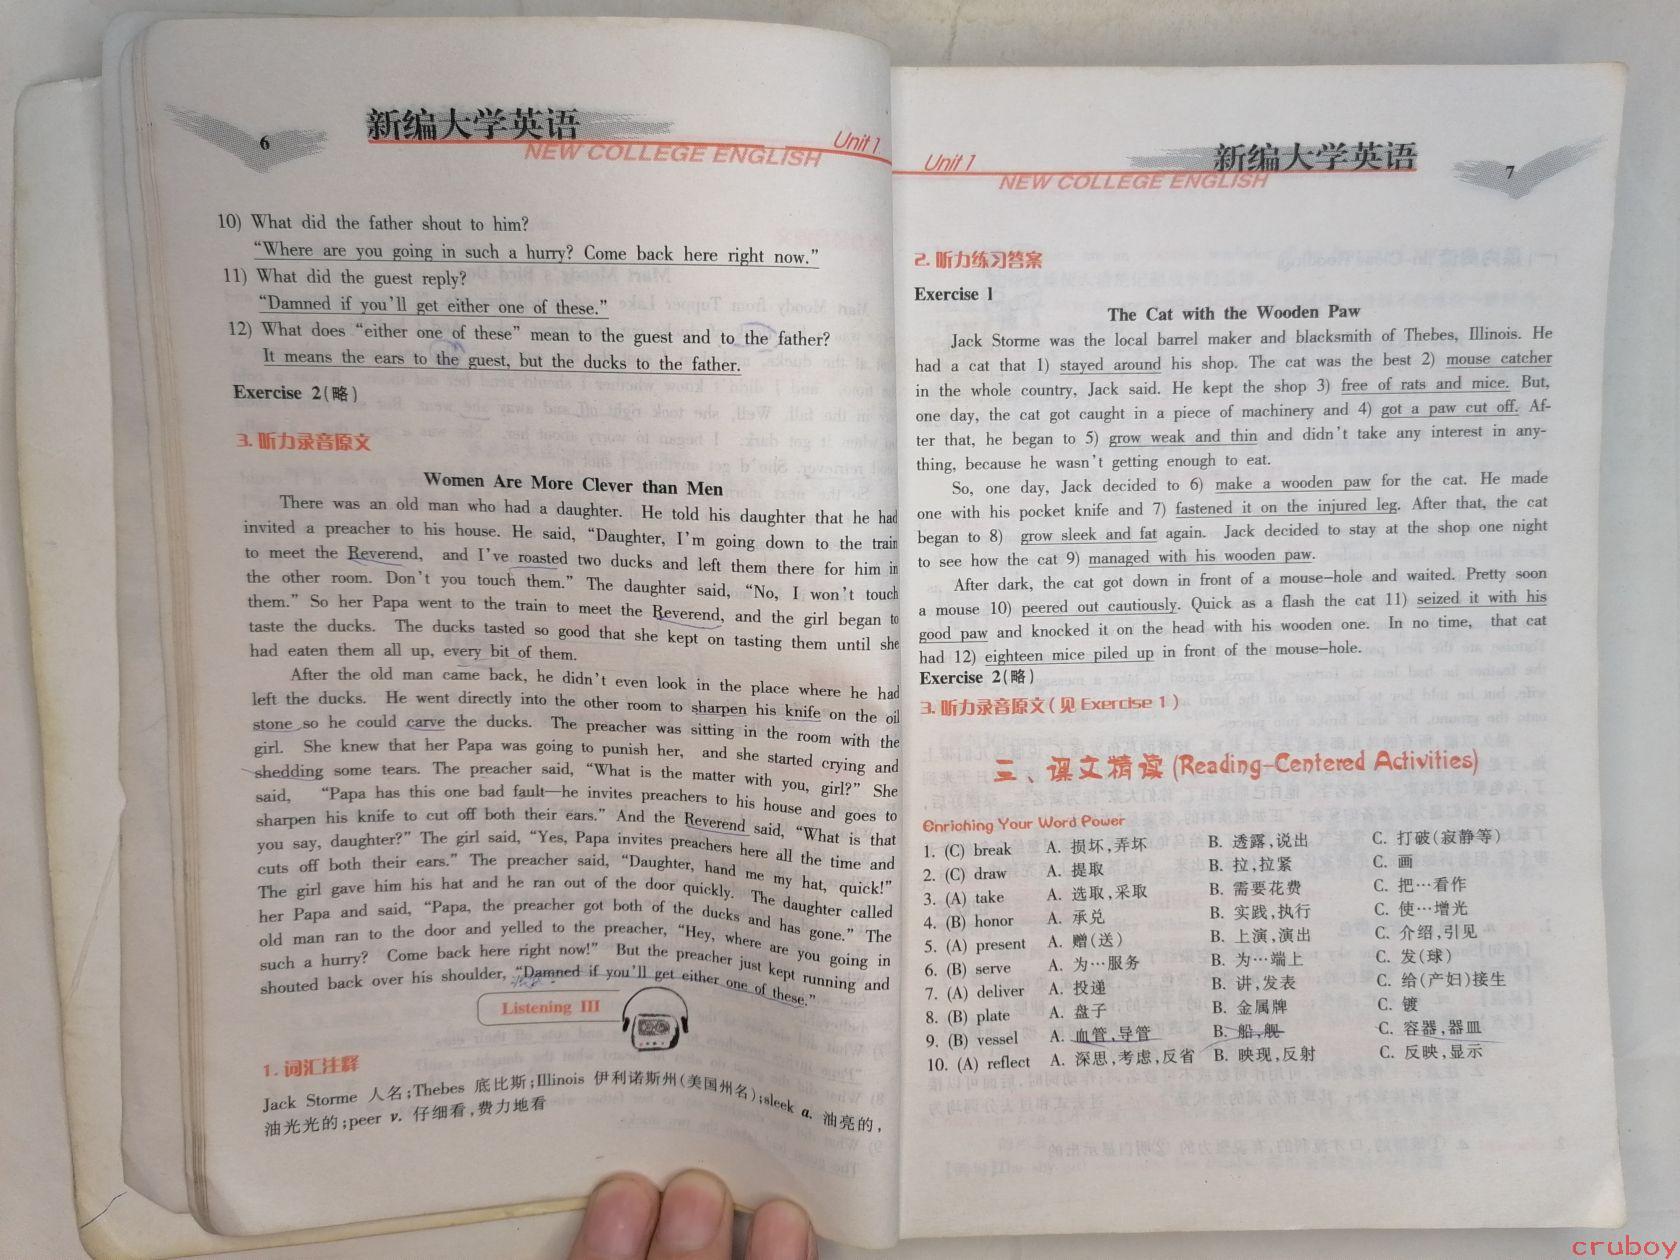 6
新编大学英语
NEW COLLEGE ENGLISH
Unit 1
10) What did the father shout to him?
“Where are you going in such a hurry? Come back here right now.”
11) What did the guest reply?
“Damned if you'll get either one of these.”
12) What does “either one of these” mean to the guest and to the father?
It means the ears to the guest, but the ducks to the father.
Exercise 2(略)
3. 听力录音原文
Women Are More Clever than Men
There was an old man who had a daughter. He told his daughter that he had
invited a preacher to his house. He said, “Daughter, I'm going down to the train
to meet the Reverend, and I've roasted two ducks and left them there for him in
the other room. Don't you touch them.” The daughter said, “No, I won't touch
them.” So her Papa went to the train to meet the Reverend, and the girl began to
taste the ducks. The ducks tasted so good that she kept on tasting them until she
had eaten them all up, every bit of them.
After the old man came back, he didn't even look in the place where he had
left the ducks. He went directly into the other room to sharpen his knife on the oil
stone so he could carve the ducks. The preacher was sitting in the room with the
girl. She knew that her Papa was going to punish her, and she started crying and
shedding some tears. The preacher said, “What is the matter with you, girl?” She
said, “Papa has this one bad fault—he invites preachers to his house and goes to
sharpen his knife to cut off both their ears.” And the Reverend said, “What is that
you say, daughter?” The girl said, “Yes, Papa invites preachers here all the time and
cuts off both their ears.” The preacher said, “Daughter, hand me my hat, quick!”
The girl gave him his hat and he ran out of the door quickly. The daughter called
her Papa and said, “Papa, the preacher got both of the ducks and has gone.” The
old man ran to the door and yelled to the preacher, “Hey, where are you going in
such a hurry? Come back here right now!” But the preacher just kept running and
shouted back over his shoulder, “Damned if you'll get either one of these.”
Listening III
1. 词汇注释
Jack Storme 人名;Thebes 底比斯;Illinois 伊利诺斯州(美国州名);sleek a. 油亮的,
油光光的;peer v. 仔细看,费力地看
Unit 1
新编大学英语
NEW COLLEGE ENGLISH
7
2. 听力练习答案
Exercise 1
The Cat with the Wooden Paw
Jack Storme was the local barrel maker and blacksmith of Thebes, Illinois. He
had a cat that 1) stayed around his shop. The cat was the best 2) mouse catcher
in the whole country, Jack said. He kept the shop 3) free of rats and mice. But,
one day, the cat got caught in a piece of machinery and 4) got a paw cut off. Af-
ter that, he began to 5) grow weak and thin and didn't take any interest in any-
thing, because he wasn't getting enough to eat.
So, one day, Jack decided to 6) make a wooden paw for the cat. He made
one with his pocket knife and 7) fastened it on the injured leg. After that, the cat
began to 8) grow sleek and fat again. Jack decided to stay at the shop one night
to see how the cat 9) managed with his wooden paw.
After dark, the cat got down in front of a mouse-hole and waited. Pretty soon
a mouse 10) peered out cautiously. Quick as a flash the cat 11) seized it with his
good paw and knocked it on the head with his wooden one. In no time, that cat
had 12) eighteen mice piled up in front of the mouse-hole.
Exercise 2(略)
3. 听力录音原文(见 Exercise 1)
三、课文精读(Reading-Centered Activities)
Enriching Your Word Power
1. (C) break A. 损坏,弄坏 B. 透露,说出 C. 打破(寂静等)
2. (C) draw A. 提取 B. 拉,拉紧 C. 画
3. (A) take A. 选取,采取 B. 需要花费 C. 把…看作
4. (B) honor A. 承兑 B. 实践,执行 C. 使…增光
5. (A) present A. 赠(送) B. 上演,演出 C. 介绍,引见
6. (B) serve A. 为…服务 B. 为…端上 C. 发(球)
7. (A) deliver A. 投递 B. 讲,发表 C. 给(产妇)接生
8. (B) plate A. 盘子 B. 金属牌 C. 镀
9. (B) vessel A. 血管,导管 B. 船,舰 C. 容器,器皿
10. (A) reflect A. 深思,考虑,反省 B. 映现,反射 C. 反映,显示
cruboy